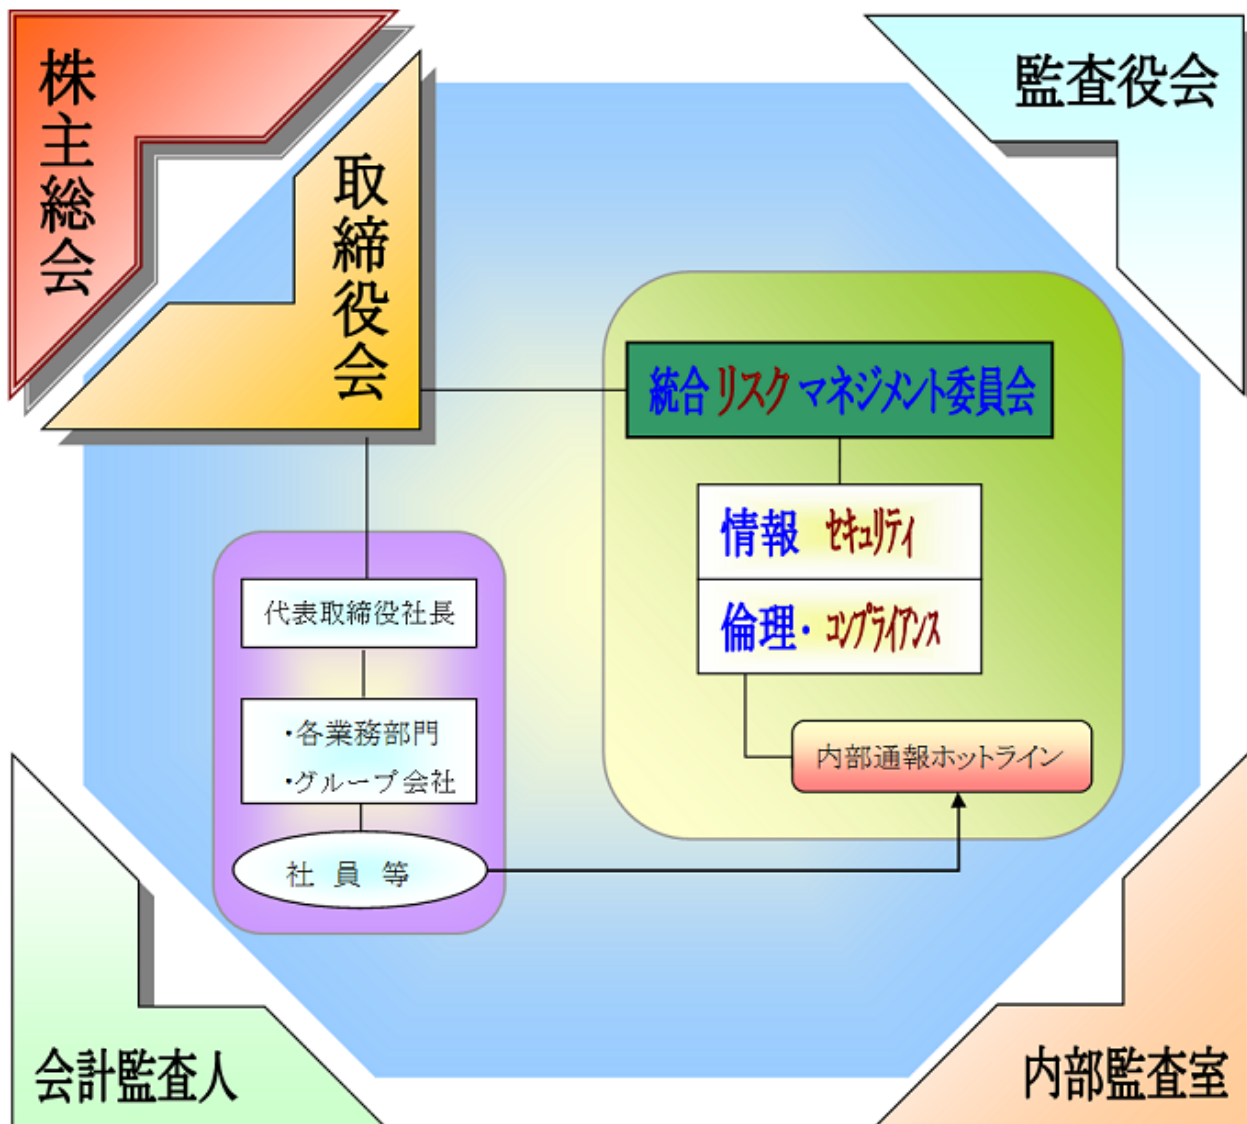 株主総会
取締役会
監査役会
統合リスクマネジメント委員会
情報 セキュリティ
倫理・コンプライアンス
内部通報ホットライン
代表取締役社長
・各業務部門
・グループ会社
社員等
会計監査人
内部監査室